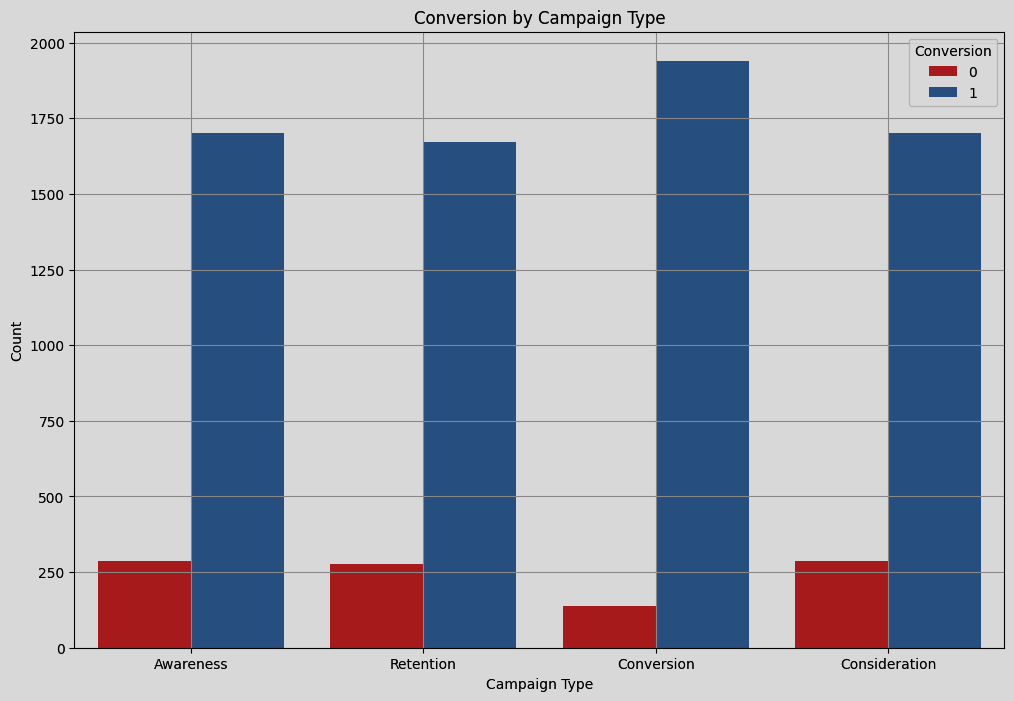 Conversion by Campaign Type
Conversion
0
1
2000
1750
1500
1250
1000
750
500
250
0
Count
Awareness
Retention
Conversion
Consideration
Campaign Type